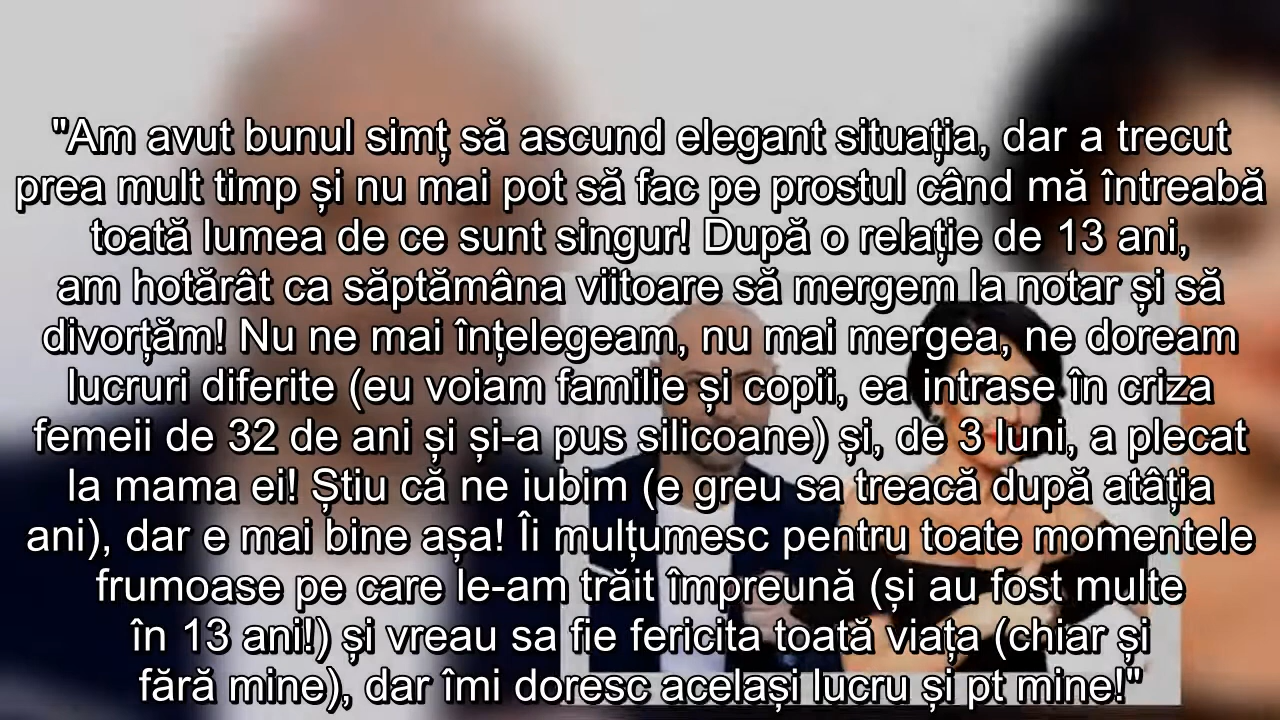 "Am avut bunul simț să ascund elegant situația, dar a trecut
prea mult timp și nu mai pot să fac pe prostul când mă întreabă
toată lumea de ce sunt singur! După o relație de 13 ani,
am hotărât ca săptămâna viitoare să mergem la notar și să
divorțăm! Nu ne mai înțelegeam, nu mai mergea, ne doream
lucruri diferite (eu voiam familie și copii, ea intrase în criza
femeii de 32 de ani și și-a pus silicoane) și, de 3 luni, a plecat
la mama ei! Știu că ne iubim (e greu sa treacă după atâția
ani), dar e mai bine așa! Îi mulțumesc pentru toate momentele
frumoase pe care le-am trăit împreună (și au fost multe
în 13 ani!) și vreau sa fie fericita toată viața (chiar și
fără mine), dar îmi doresc același lucru și pt mine!"